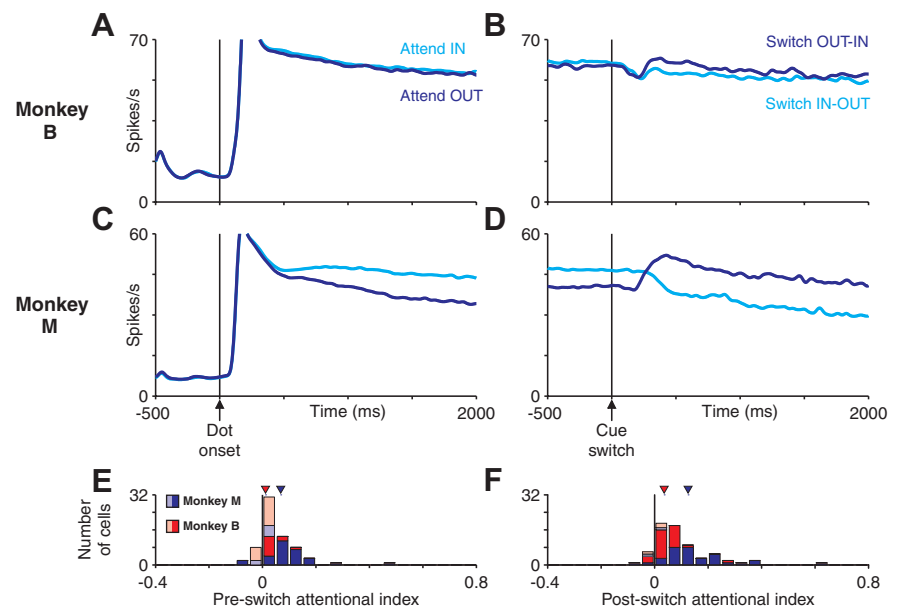 A
B
70
Attend IN
Attend OUT
Monkey
B
Spikes/s
0
70
Switch OUT-IN
Switch IN-OUT
0
C
D
60
Monkey
M
Spikes/s
0
-500
Time (ms)
2000
Dot
onset
60
0
-500
Time (ms)
2000
Cue
switch
E
F
32
Monkey M
Monkey B
Number
of cells
0
-0.4
0
0.8
Pre-switch attentional index
32
0
-0.4
0
0.8
Post-switch attentional index